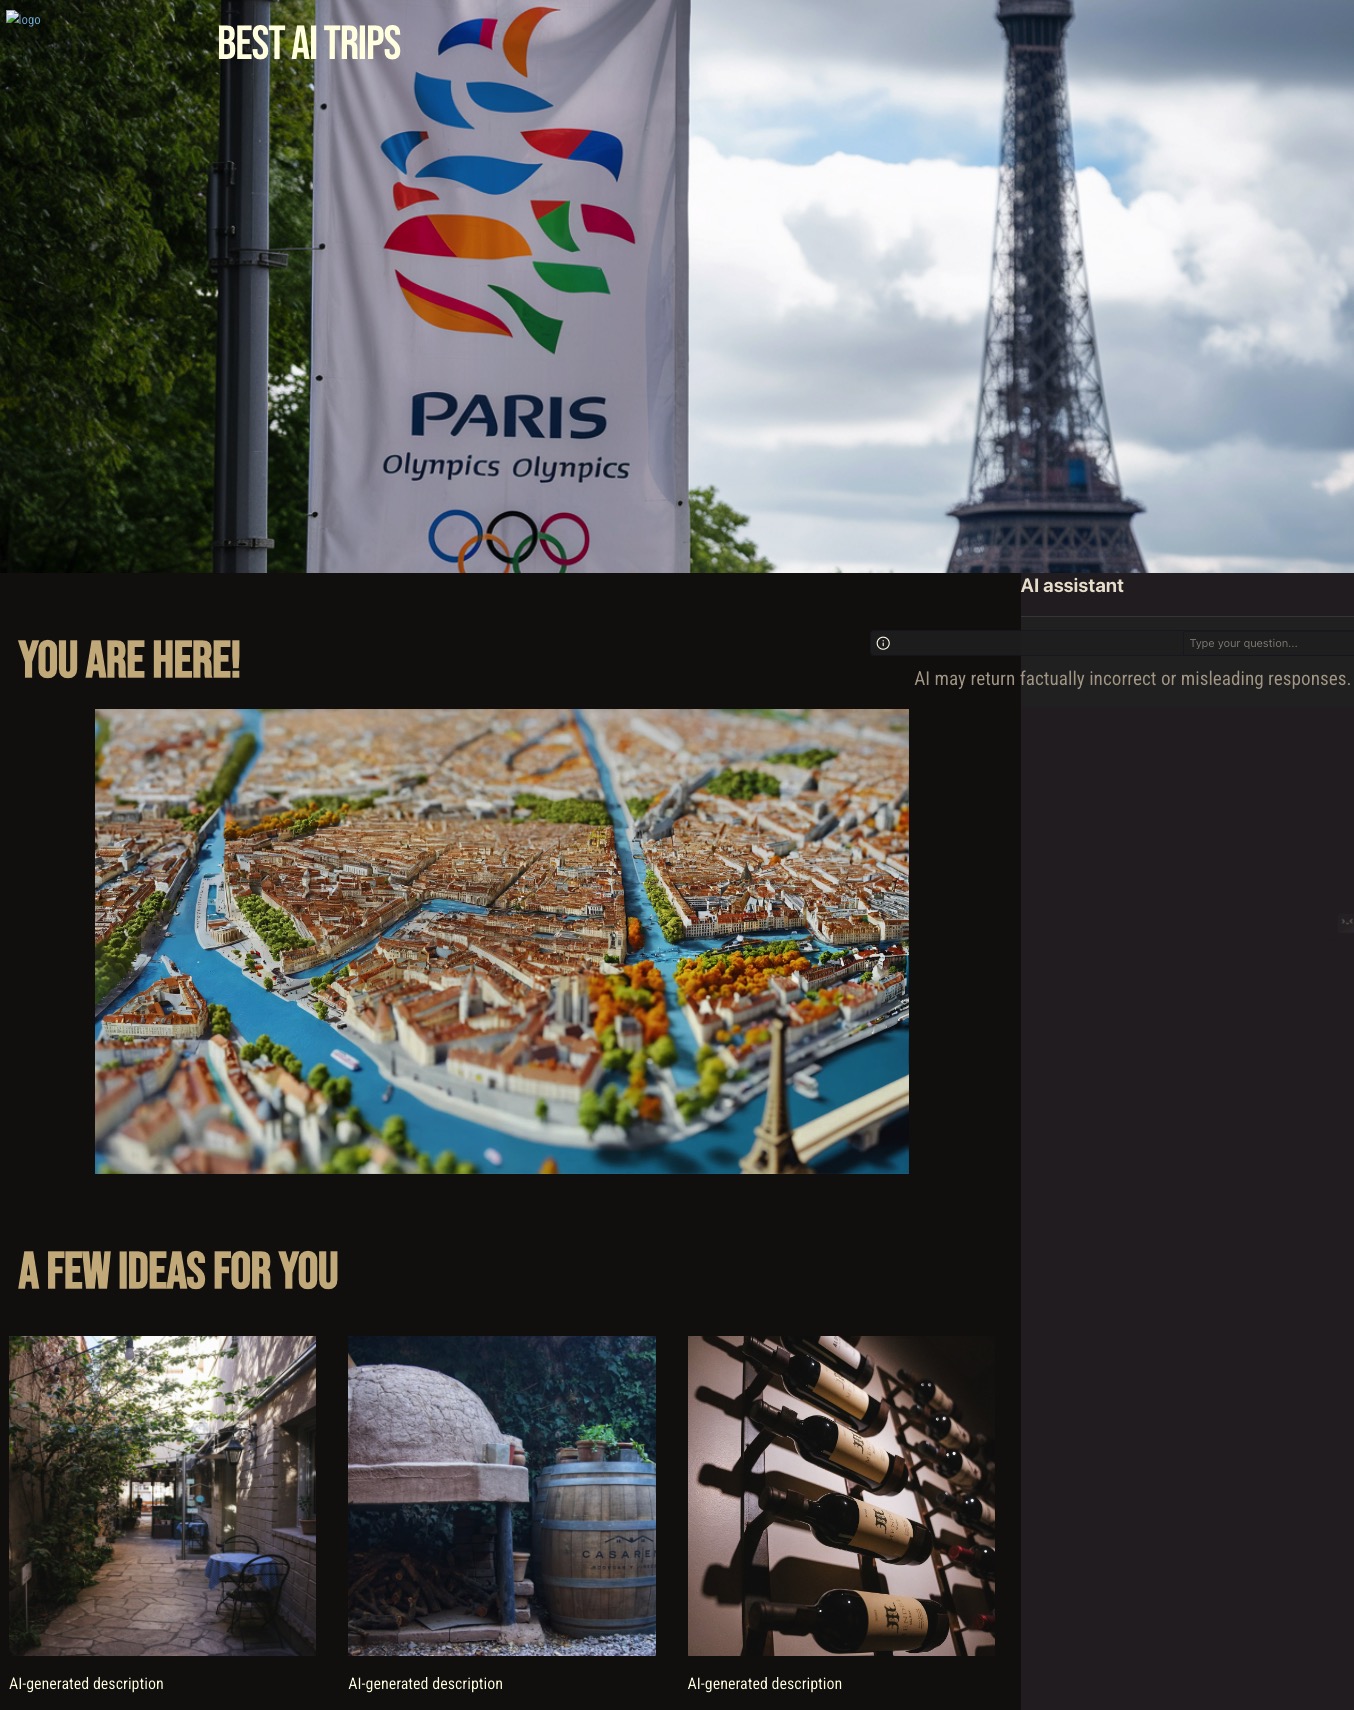 logo
BEST AI TRIPS
PARIS
Olympics Olympics
AI assistant
YOU ARE HERE!
Type your question...
AI may return factually incorrect or misleading responses.
A FEW IDEAS FOR YOU
CASARE
AI-generated description
AI-generated description
AI-generated description